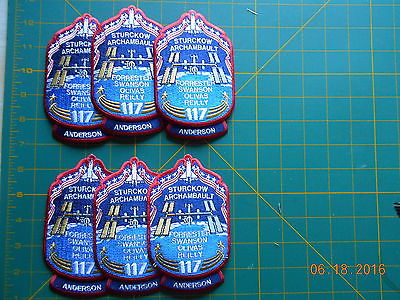 STURCKOW
ARCHAMBAULT
FORRESTER
SWANSON
OLIVAS
REILLY
117
ANDERSON
STURCKOW
ARCHAMBAULT
FORRESTER
SWANSON
OLIVAS
REILLY
117
ANDERSON
STURCKOW
ARCHAMBAULT
FORRESTER
SWANSON
OLIVAS
REILLY
117
ANDERSON
STURCKOW
ARCHAMBAULT
FORRESTER
SWANSON
OLIVAS
REILLY
117
ANDERSON
STURCKOW
ARCHAMBAULT
FORRESTER
SWANSON
OLIVAS
REILLY
117
ANDERSON
STURCKOW
ARCHAMBAULT
FORRESTER
SWANSON
OLIVAS
REILLY
117
ANDERSON
06.18.2016